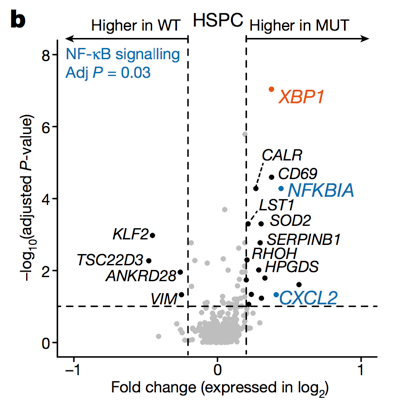 b
Higher in WT
HSPC
Higher in MUT
NF-κB signalling
Adj P = 0.03
8
XBP1
6
CALR
CD69
4
NFKBIA
LST1
SOD2
KLF2
SERPINB1
TSC22D3
RHOH
2
ANKRD28
HPGDS
VIM
CXCL2
0
−log10(adjusted P-value)
−1
0
1
Fold change (expressed in log2)